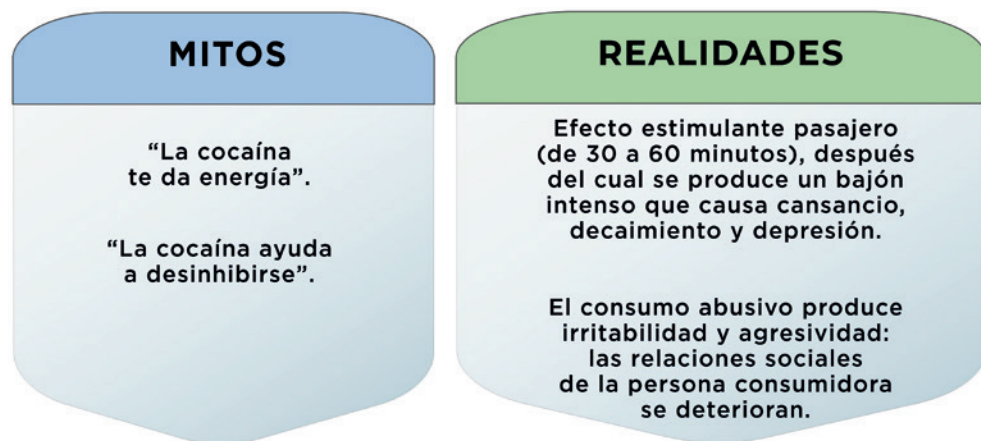 MITOS
“La cocaína
te da energía”.
“La cocaína ayuda
a desinhibirse”.
REALIDADES
Efecto estimulante pasajero
(de 30 a 60 minutos), después
del cual se produce un bajón
intenso que causa cansancio,
decaimiento y depresión.
El consumo abusivo produce
irritabilidad y agresividad:
las relaciones sociales
de la persona consumidora
se deterioran.